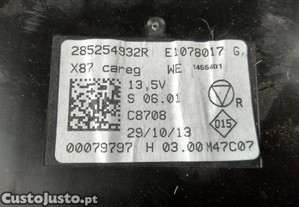 285254932R E1078017 G
X87 careg WE 1455401
13,5V
S 06.01
R
C8708
015
29/10/13
00079797 H 03.00 M47C07
CustoJusto.pt